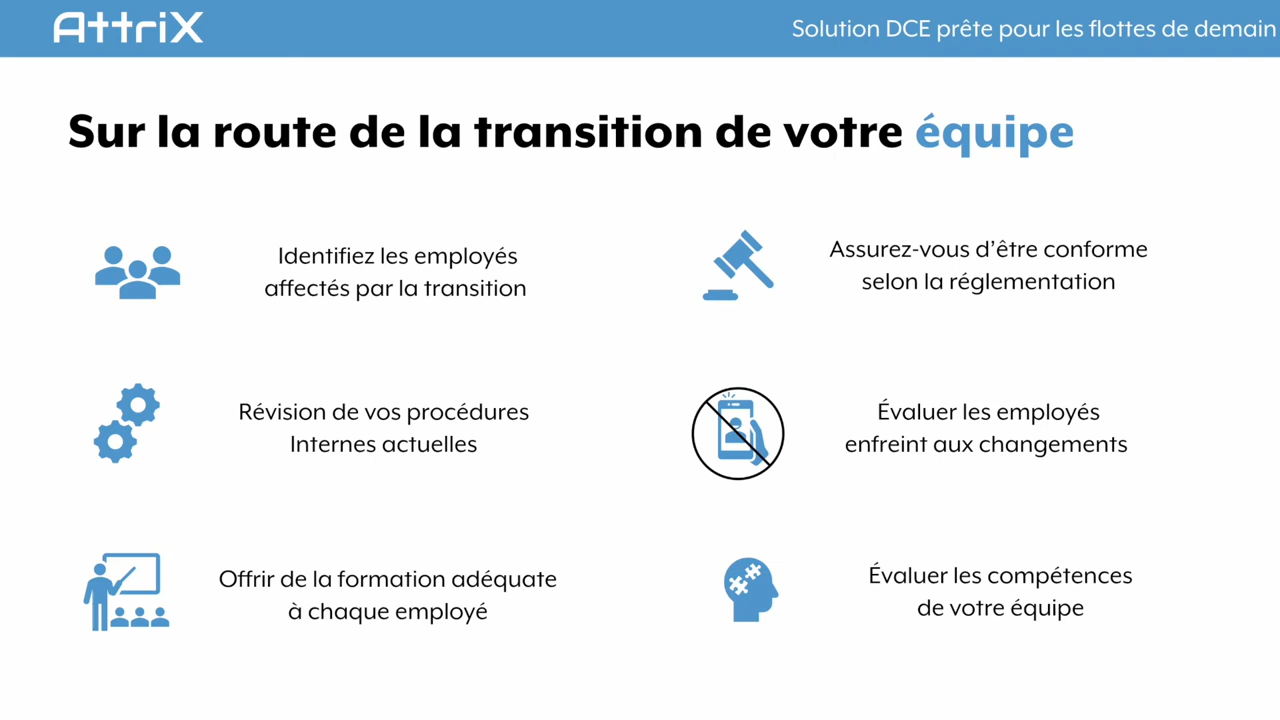 AttriX
Solution DCE prête pour les flottes de demain
Sur la route de la transition de votre équipe
Identifiez les employés
affectés par la transition
Assurez-vous d'être conforme
selon la réglementation
Révision de vos procédures
Internes actuelles
Évaluer les employés
enfreint aux changements
Offrir de la formation adéquate
à chaque employé
Évaluer les compétences
de votre équipe